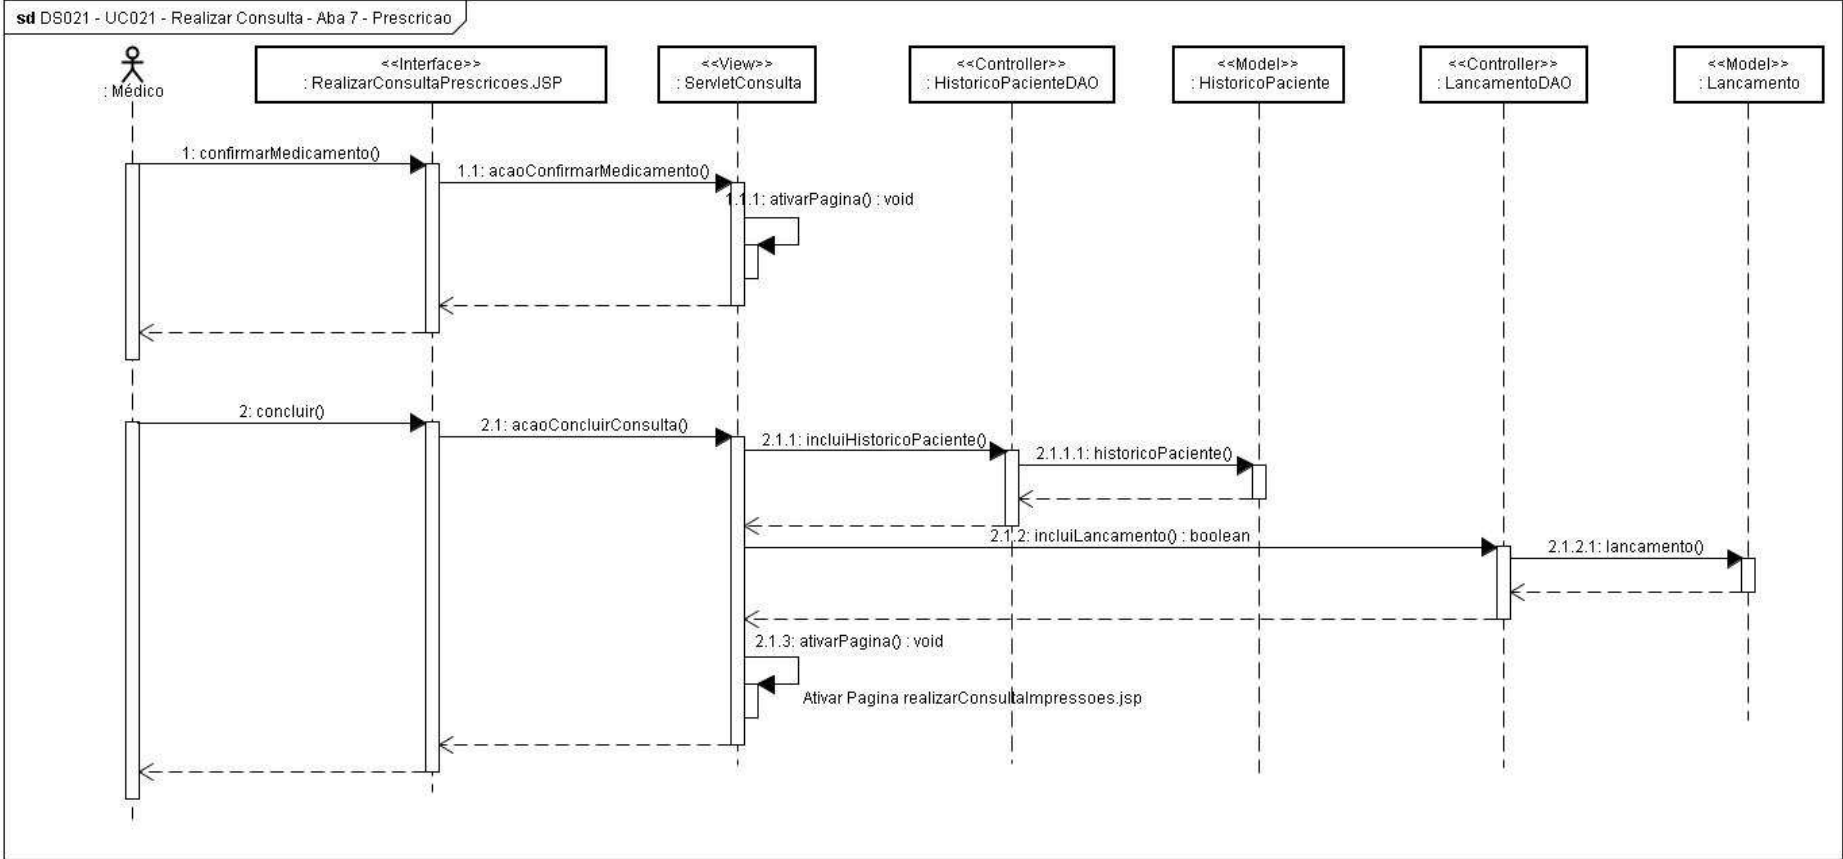 sd DS021 - UC021 - Realizar Consulta - Aba 7 - Prescricao
: Médico
<<Interface>>
: RealizarConsultaPrescricoes.JSP
<<View>>
: ServletConsulta
<<Controller>>
: HistoricoPacienteDAO
<<Model>>
: HistoricoPaciente
<<Controller>>
: LancamentoDAO
<<Model>>
: Lancamento
1: confirmarMedicamento()
1.1: acaoConfirmarMedicamento()
1.1.1: ativarPagina() : void
2: concluir()
2.1: acaoConcluirConsulta()
2.1.1: incluiHistoricoPaciente()
2.1.1.1: historicoPaciente()
2.1.2: incluiLancamento() : boolean
2.1.2.1: lancamento()
2.1.3: ativarPagina() : void
Ativar Pagina realizarConsultaImpressoes.jsp